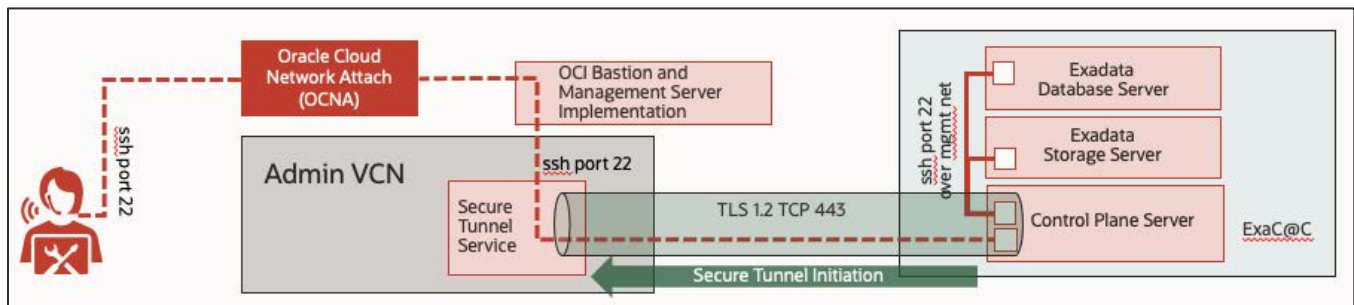 ssh port 22
Oracle Cloud
Network Attach
(OCNA)
OCI Bastion and
Management Server
Implementation
Admin VCN
ssh port 22
Secure
Tunnel
Service
TLS 1.2 TCP 443
Secure Tunnel Initiation
ssh port 22
over mgmt net
Exadata
Database Server
Exadata
Storage Server
Control Plane Server
ExaC@C